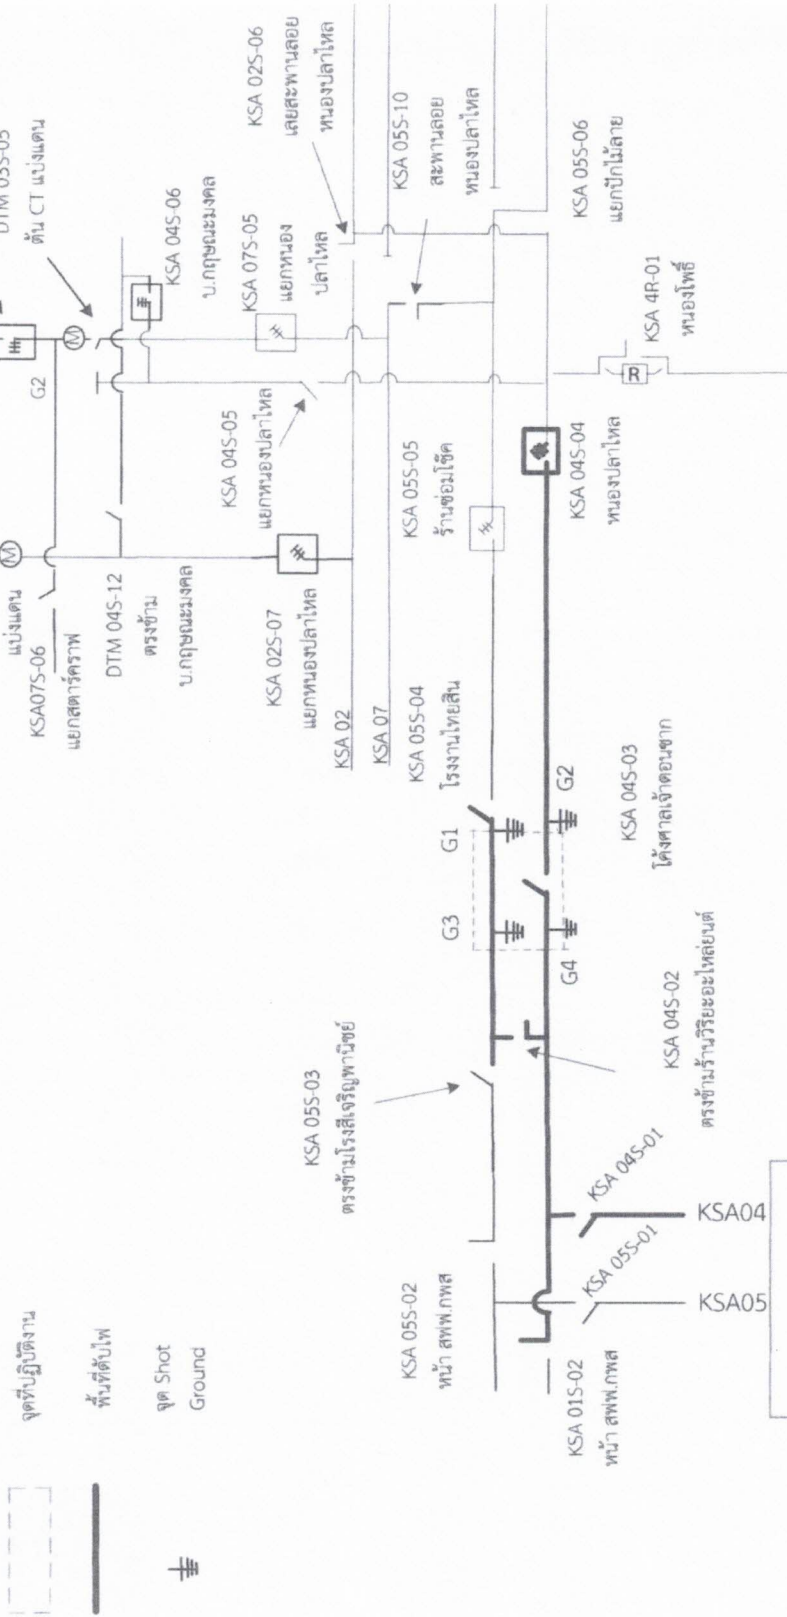 จุดที่ปฏิบัติงาน
พื้นที่ดับไฟ
จุด Shot
Ground
แบ่งแดน
KSA07S-06
แยกสตาร์คราฟ
DTM 04S-12
ตรงข้าม
บ.กฤษณะมงคล
KSA 02S-07
แยกหนองปลาไหล
KSA 02
KSA 07
G2
ต้น CT แบ่งแดน
KSA 04S-06
บ.กฤษณะมงคล
KSA 07S-05
แยกหนอง
ปลาไหล
KSA 02S-06
เลยสะพานลอย
หนองปลาไหล
KSA 04S-05
แยกหนองปลาไหล
KSA 05S-10
สะพานลอย
หนองปลาไหล
KSA 05S-05
ร้านซ่อมโช๊ค
KSA 05S-04
โรงงานไทยสิน
KSA 05S-06
แยกปึกไม้ลาย
KSA 4R-01
หนองโพธิ์
R
KSA 04S-04
หนองปลาไหล
G1
G2
G3
G4
KSA 04S-03
โค้งศาลเจ้าดอนขาก
KSA 04S-02
ตรงข้ามร้านวิริยะอะไหล่ยนต์
KSA 05S-03
ตรงข้ามโรงสีเจริญพานิชย์
KSA 05S-02
หน้า สฟฟ.กพส
KSA 01S-02
หน้า สฟฟ.กพส
KSA 04S-01
KSA 05S-01
KSA04
KSA05
M
M